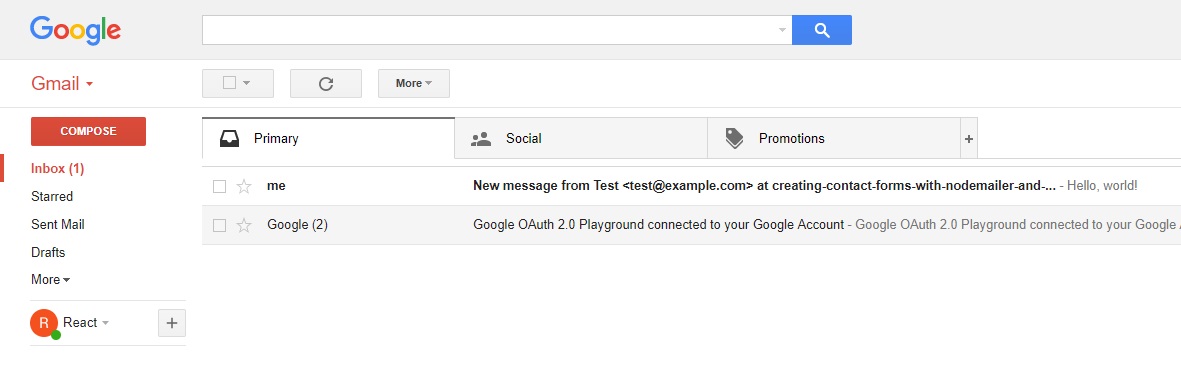 Google
Gmail
More
COMPOSE
Primary
Social
Promotions
+
Inbox (1)
me New message from Test <test@example.com> at creating-contact-forms-with-nodemailer-and-... - Hello, world!
Starred
Sent Mail
Google (2) Google OAuth 2.0 Playground connected to your Google Account - Google OAuth 2.0 Playground connected to your Google
Drafts
More
R React +